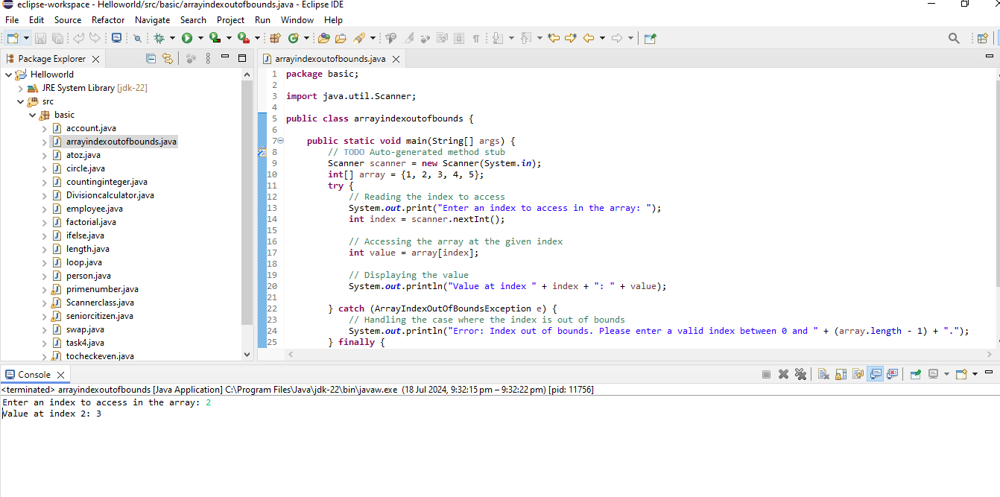 eclipse-workspace - Helloworld/src/basic/arrayindexoutofbounds.java - Eclipse IDE
File Edit Source Refactor Navigate Search Project Run Window Help
Package Explorer
Helloworld
JRE System Library [jdk-22]
src
basic
account.java
arrayindexoutofbounds.java
atoz.java
circle.java
countinginteger.java
Divisioncalculator.java
employee.java
factorial.java
ifelse.java
length.java
loop.java
person.java
primenumber.java
Scannerclass.java
seniorcitizen.java
swap.java
task4.java
tocheckeven.java
arrayindexoutofbounds.java
1 package basic;
2
3 import java.util.Scanner;
4
5 public class arrayindexoutofbounds {
6
7 public static void main(String[] args) {
8 // TODO Auto-generated method stub
9 Scanner scanner = new Scanner(System.in);
10 int[] array = {1, 2, 3, 4, 5};
11 try {
12 // Reading the index to access
13 System.out.print("Enter an index to access in the array: ");
14 int index = scanner.nextInt();
15
16 // Accessing the array at the given index
17 int value = array[index];
18
19 // Displaying the value
20 System.out.println("Value at index " + index + ": " + value);
21
22 } catch (ArrayIndexOutOfBoundsException e) {
23 // Handling the case where the index is out of bounds
24 System.out.println("Error: Index out of bounds. Please enter a valid index between 0 and " + (array.length - 1) + ".");
25 } finally {
Console
<terminated> arrayindexoutofbounds [Java Application] C:\Program Files\Java\jdk-22\bin\javaw.exe (18 Jul 2024, 9:32:15 pm – 9:32:22 pm) [pid: 11756]
Enter an index to access in the array: 2
Value at index 2: 3